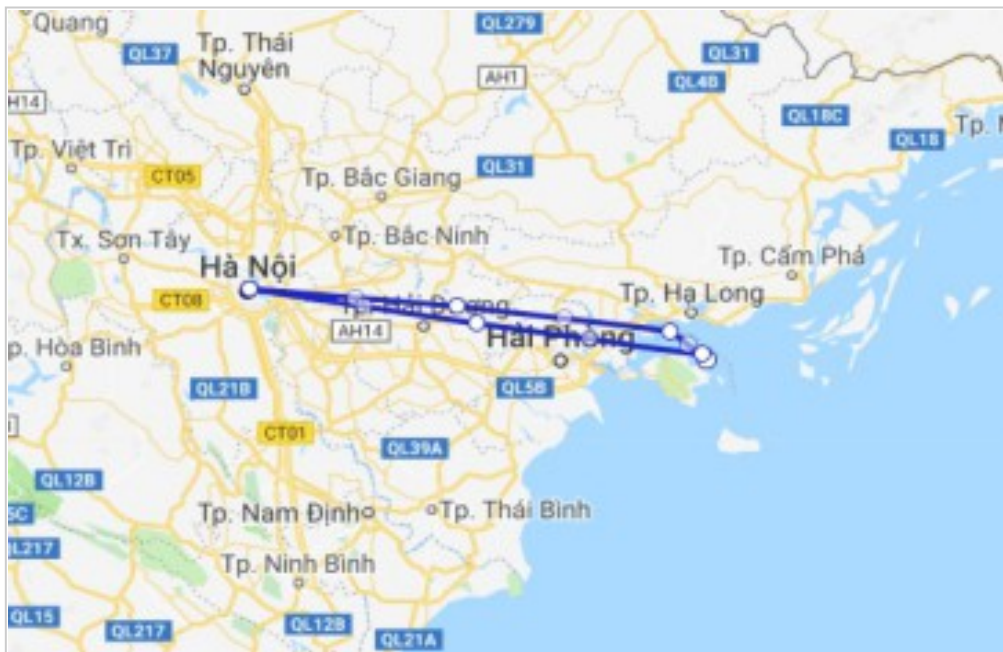 Quang
QL279
Tp. Thái
Nguyên
QL37
QL31
AH1
QL4B
H14
QL18C
QL18
Tp. Việt Trì
CT05
Tp. Bắc Giang
QL31
Tx. Sơn Tây
Tp. Bắc Ninh
Tp. Cẩm Phả
Hà Nội
CT08
Tp. Hạ Long
AH14
Hải Phòng
p. Hòa Bình
QL21B
QL5B
CT01
QL39A
QL12B
5C
Tp. Nam Định
Tp. Thái Bình
QL217
Tp. Ninh Bình
QL15
QL217
QL12B
QL21A